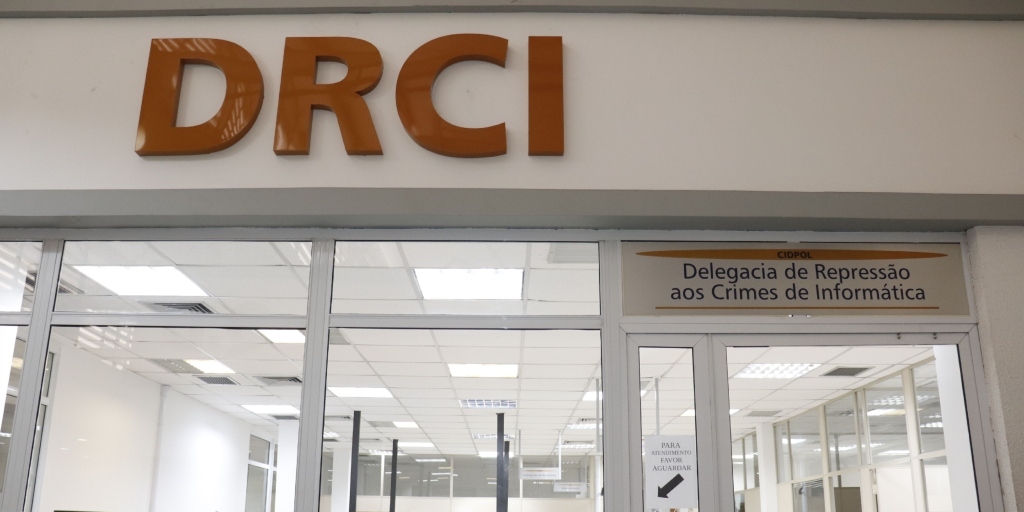 DRCI
CIDPOL
Delegacia de Repressão
aos Crimes de Informática
PARA
ATENDIMENTO
FAVOR
AGUARDAR